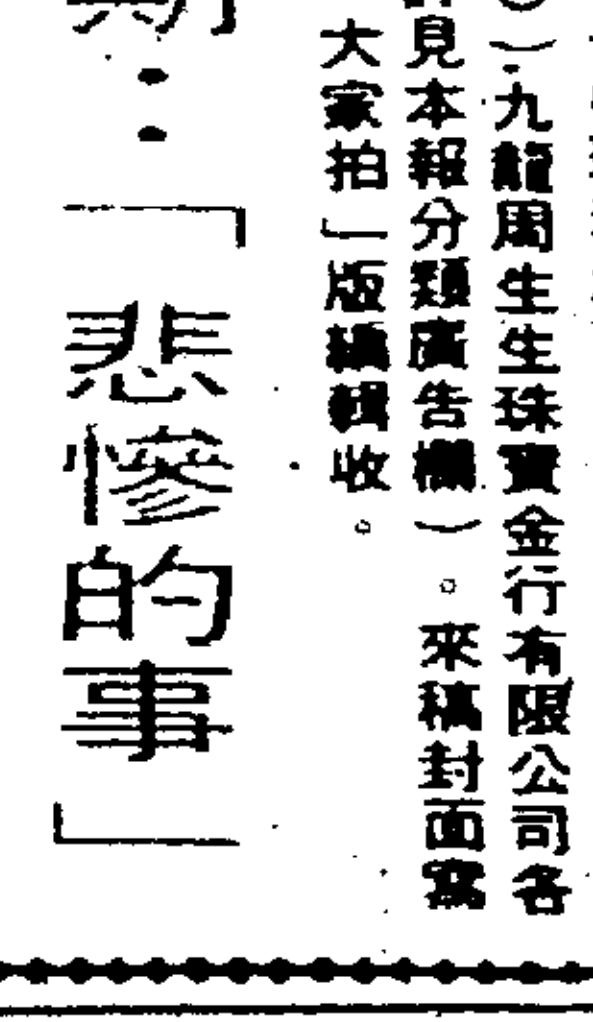 九龍周生生珠寶金行有限公司各
見本報分類廣告欄)。來稿封面寫
大家拍」版編輯收。
期:「悲慘的事」